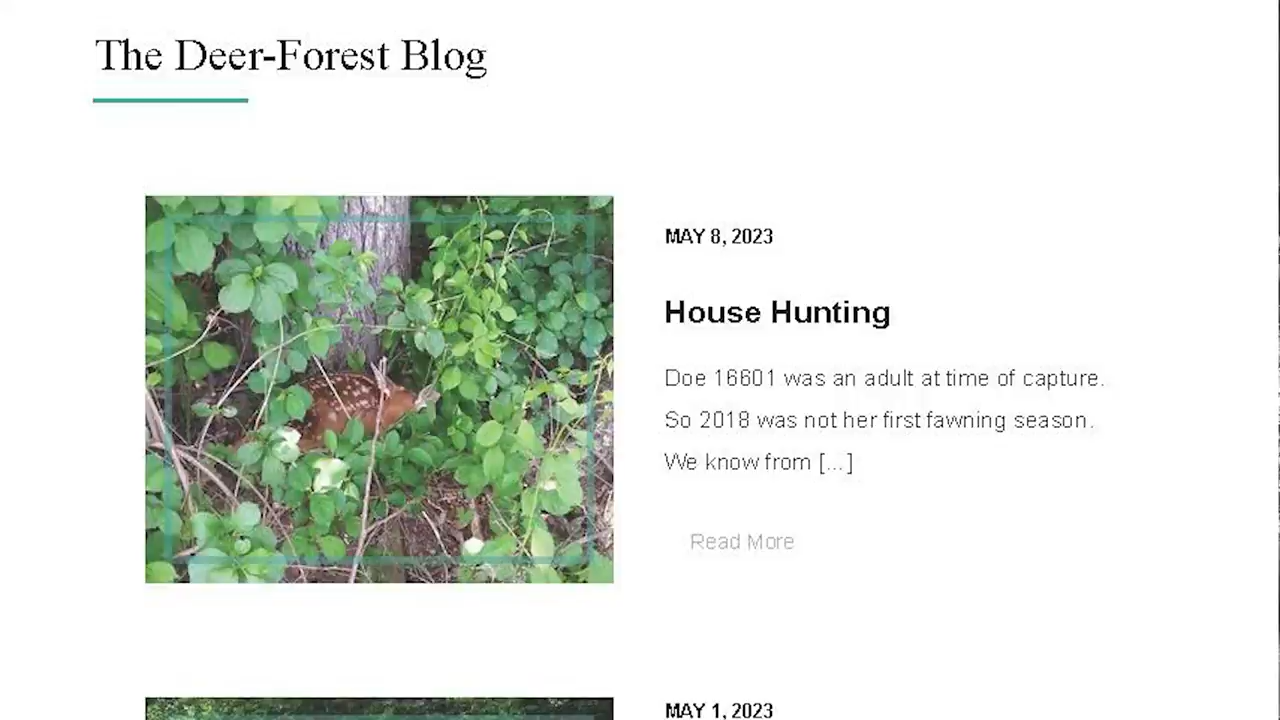 The Deer-Forest Blog
MAY 8, 2023
House Hunting
Doe 16601 was an adult at time of capture.
So 2018 was not her first fawning season.
We know from [...]
Read More
MAY 1, 2023